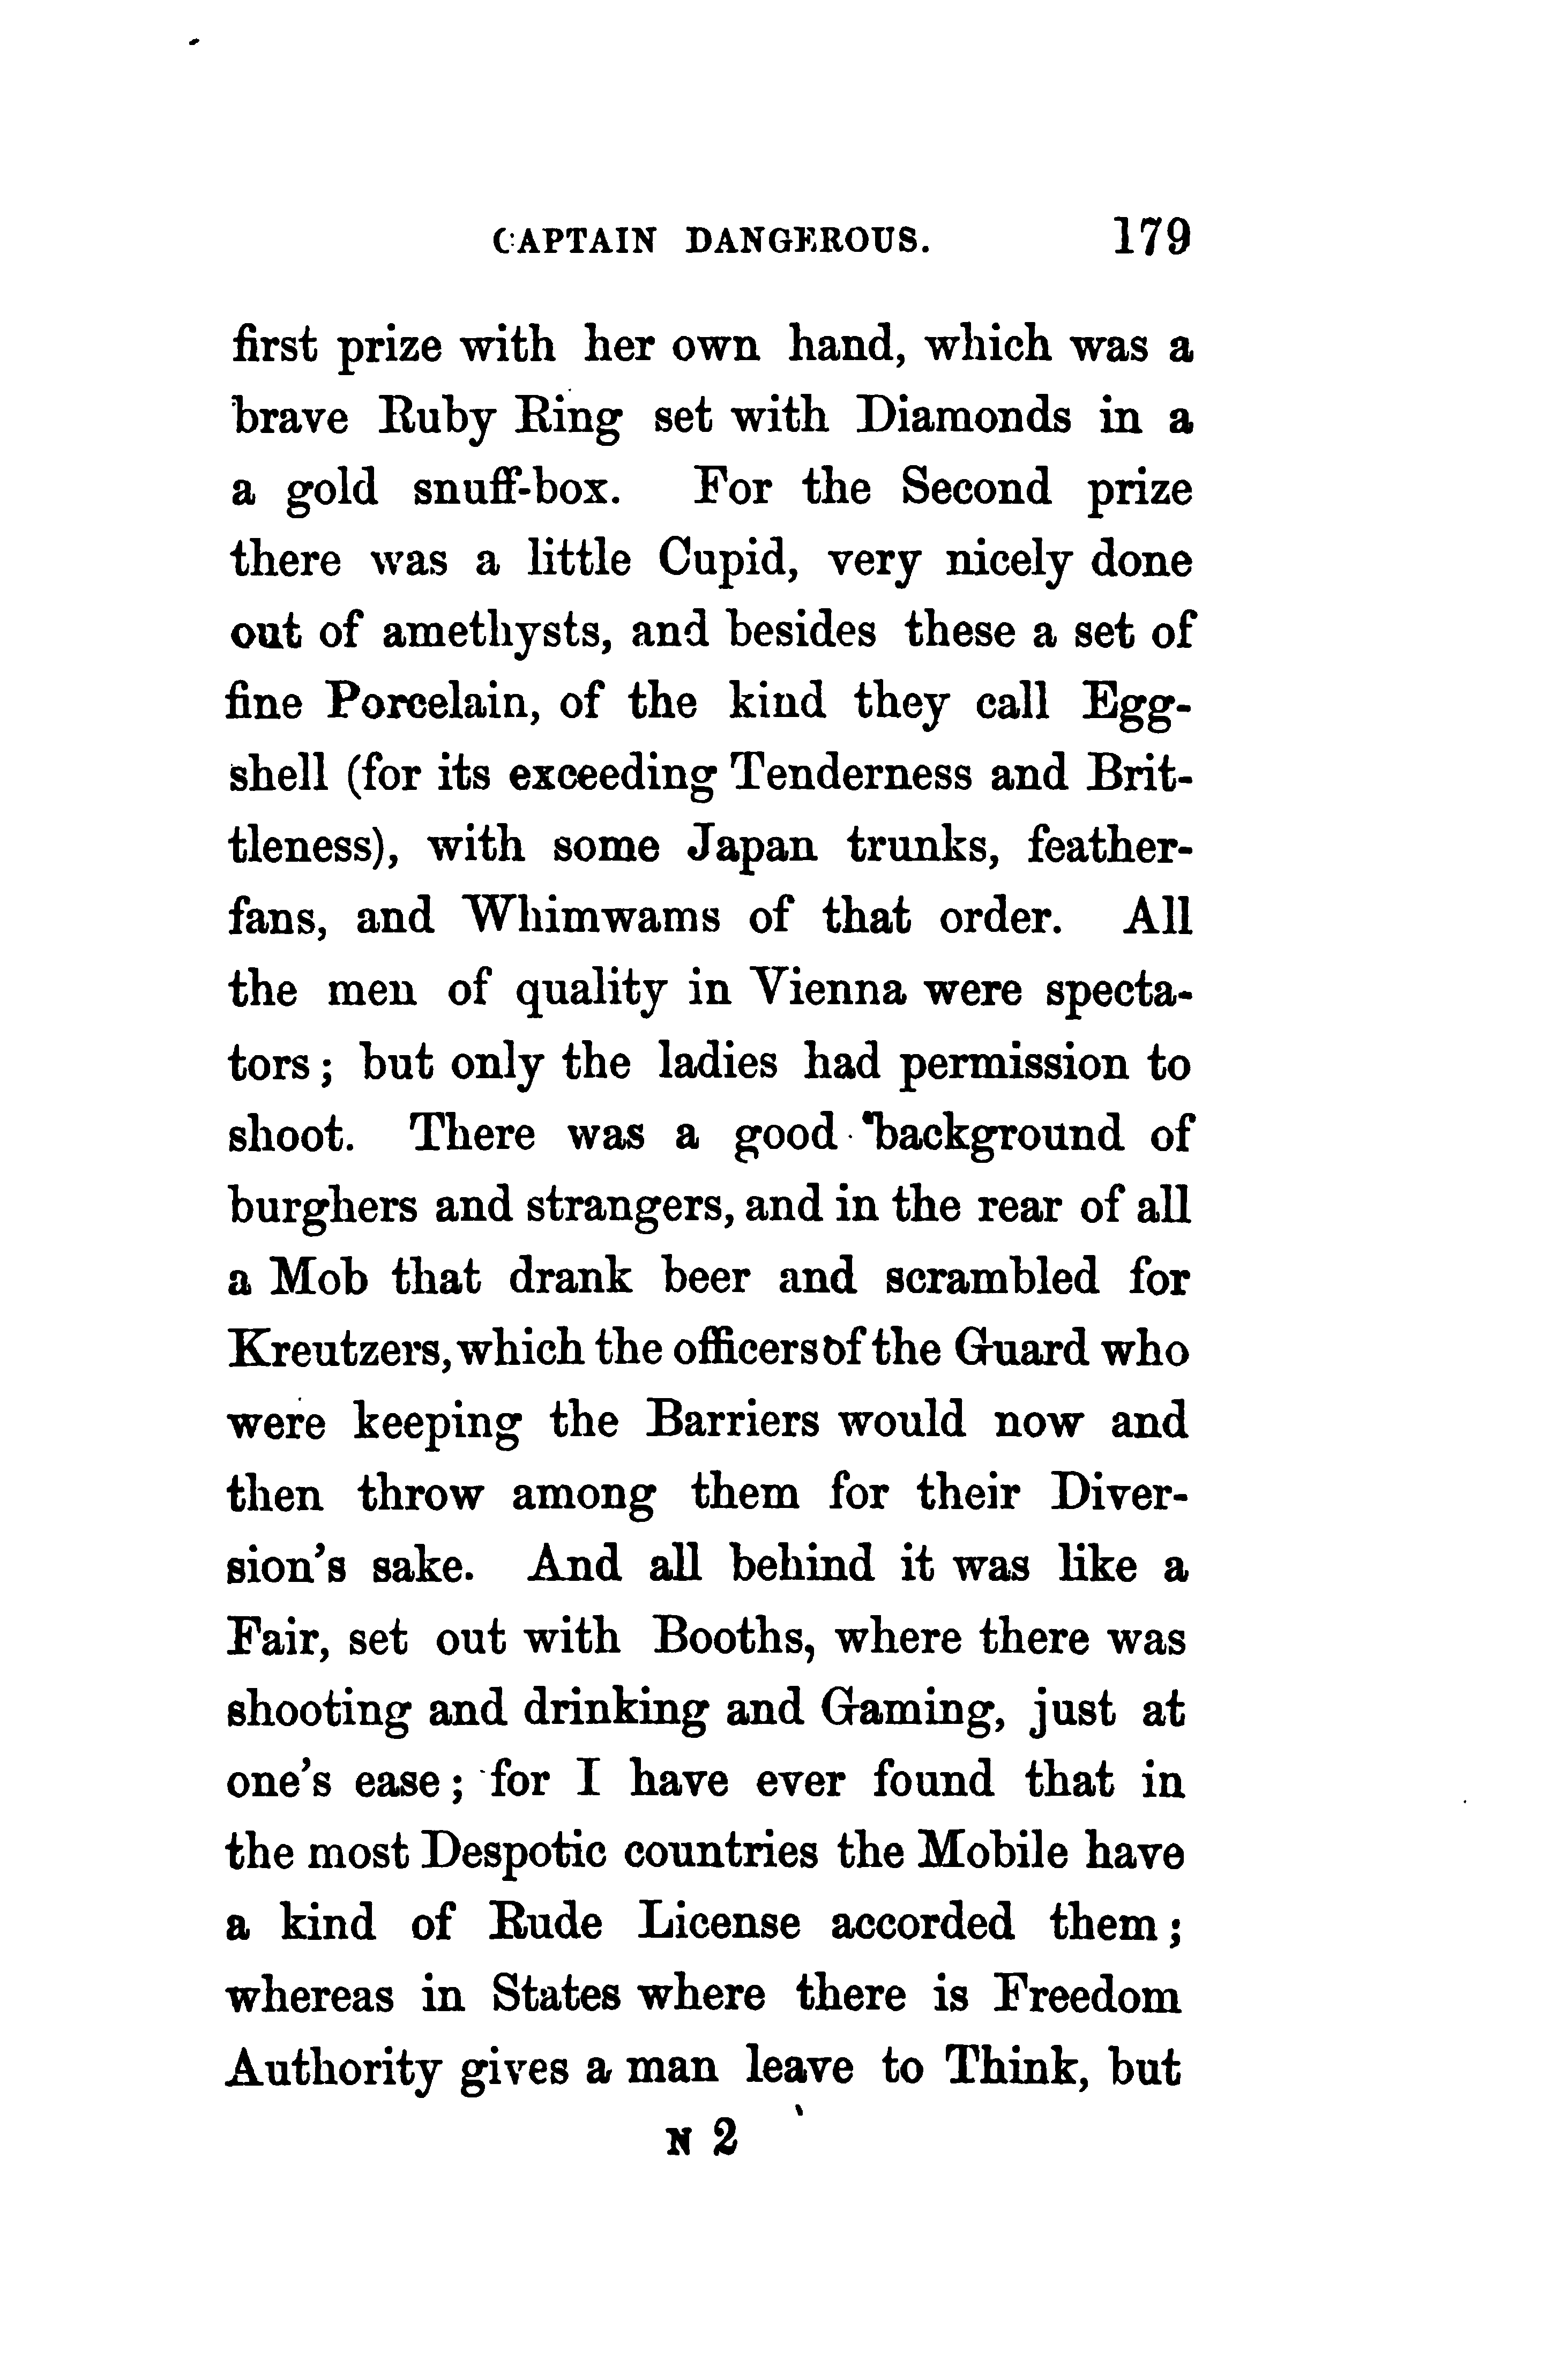 CAPTAIN DANGEROUS. 179
first prize with her own hand, which was a
brave Ruby Ring set with Diamonds in a
a gold snuff-box. For the Second prize
there was a little Cupid, very nicely done
out of amethysts, and besides these a set of
fine Porcelain, of the kind they call Egg-
shell (for its exceeding Tenderness and Brit-
tleness), with some Japan trunks, feather-
fans, and Whimwams of that order. All
the men of quality in Vienna were specta-
tors; but only the ladies had permission to
shoot. There was a good background of
burghers and strangers, and in the rear of all
a Mob that drank beer and scrambled for
Kreutzers, which the officers of the Guard who
were keeping the Barriers would now and
then throw among them for their Diver-
sion's sake. And all behind it was like a
Fair, set out with Booths, where there was
shooting and drinking and Gaming, just at
one's ease; for I have ever found that in
the most Despotic countries the Mobile have
a kind of Rude License accorded them;
whereas in States where there is Freedom
Authority gives a man leave to Think, but
N 2